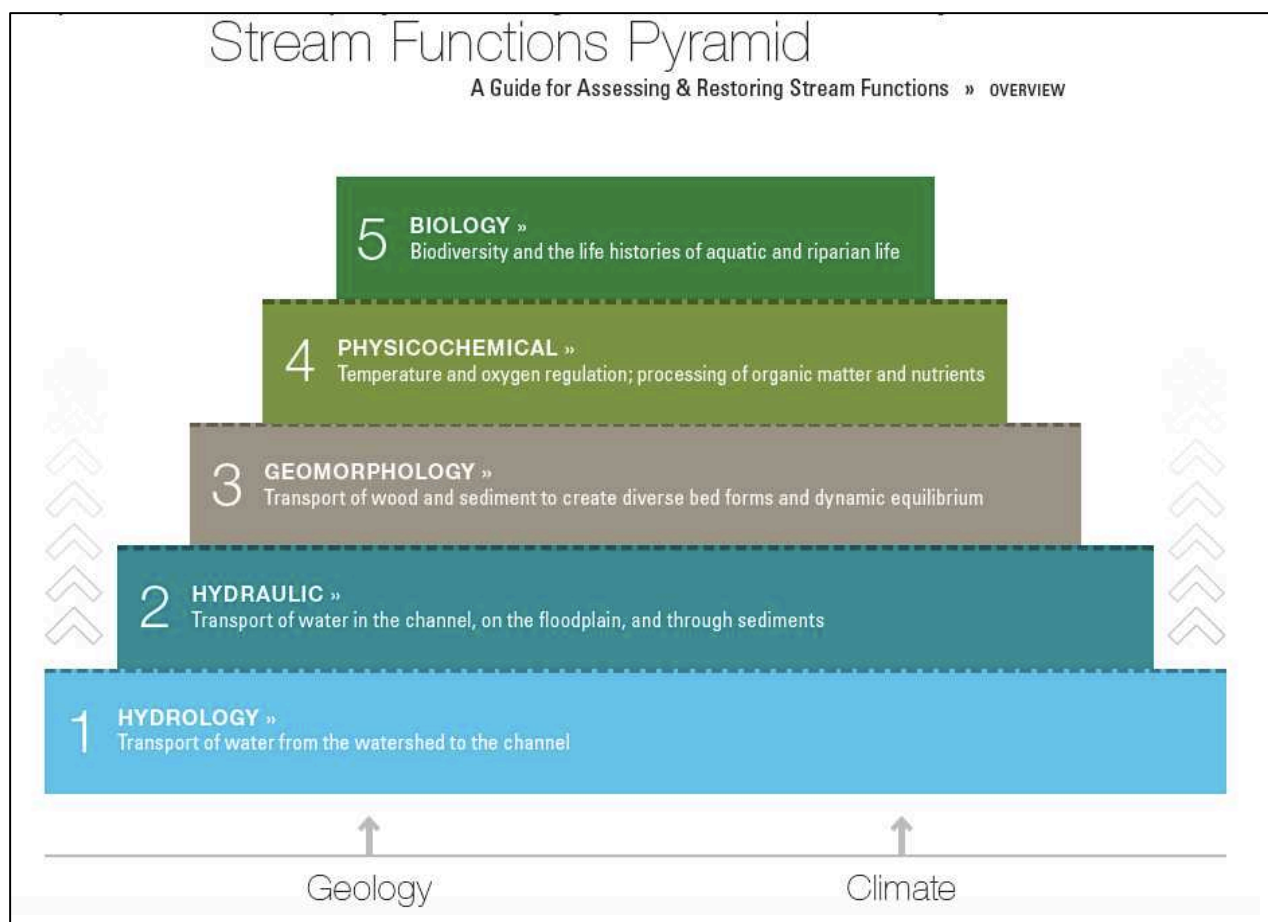 Stream Functions Pyramid
A Guide for Assessing & Restoring Stream Functions » OVERVIEW
5 BIOLOGY »
Biodiversity and the life histories of aquatic and riparian life
4 PHYSICOCHEMICAL »
Temperature and oxygen regulation; processing of organic matter and nutrients
3 GEOMORPHOLOGY »
Transport of wood and sediment to create diverse bed forms and dynamic equilibrium
2 HYDRAULIC »
Transport of water in the channel, on the floodplain, and through sediments
1 HYDROLOGY »
Transport of water from the watershed to the channel
Geology
Climate